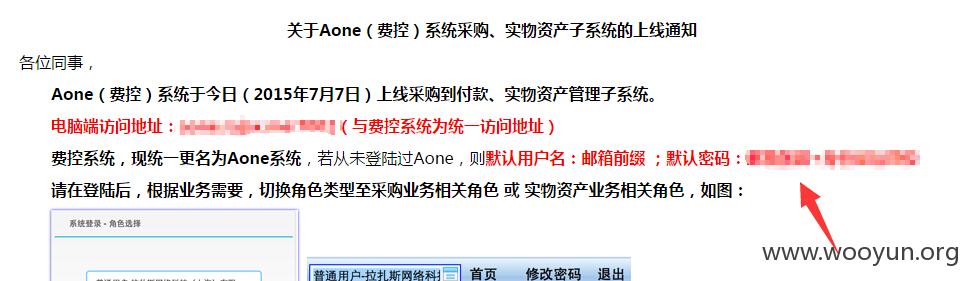 关于Aone（费控）系统采购、实物资产子系统的上线通知
各位同事，
Aone（费控）系统于今日（2015年7月7日）上线采购到付款、实物资产管理子系统。
电脑端访问地址：（与费控系统为统一访问地址）
费控系统，现统一更名为Aone系统，若从未登陆过Aone，则默认用户名：邮箱前缀 ；默认密码：
请在登陆后，根据业务需要，切换角色类型至采购业务相关角色 或 实物资产业务相关角色，如图：
系统登录 - 角色选择
www.wooyun.org
普通用户-拉扎斯网络科技 首页 修改密码 退出